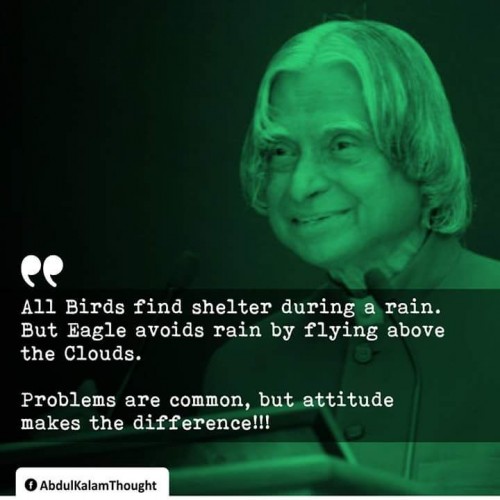 All Birds find shelter during a rain.
But Eagle avoids rain by flying above
the Clouds.
Problems are common, but attitude
makes the difference!!!
AbdulKalamThought